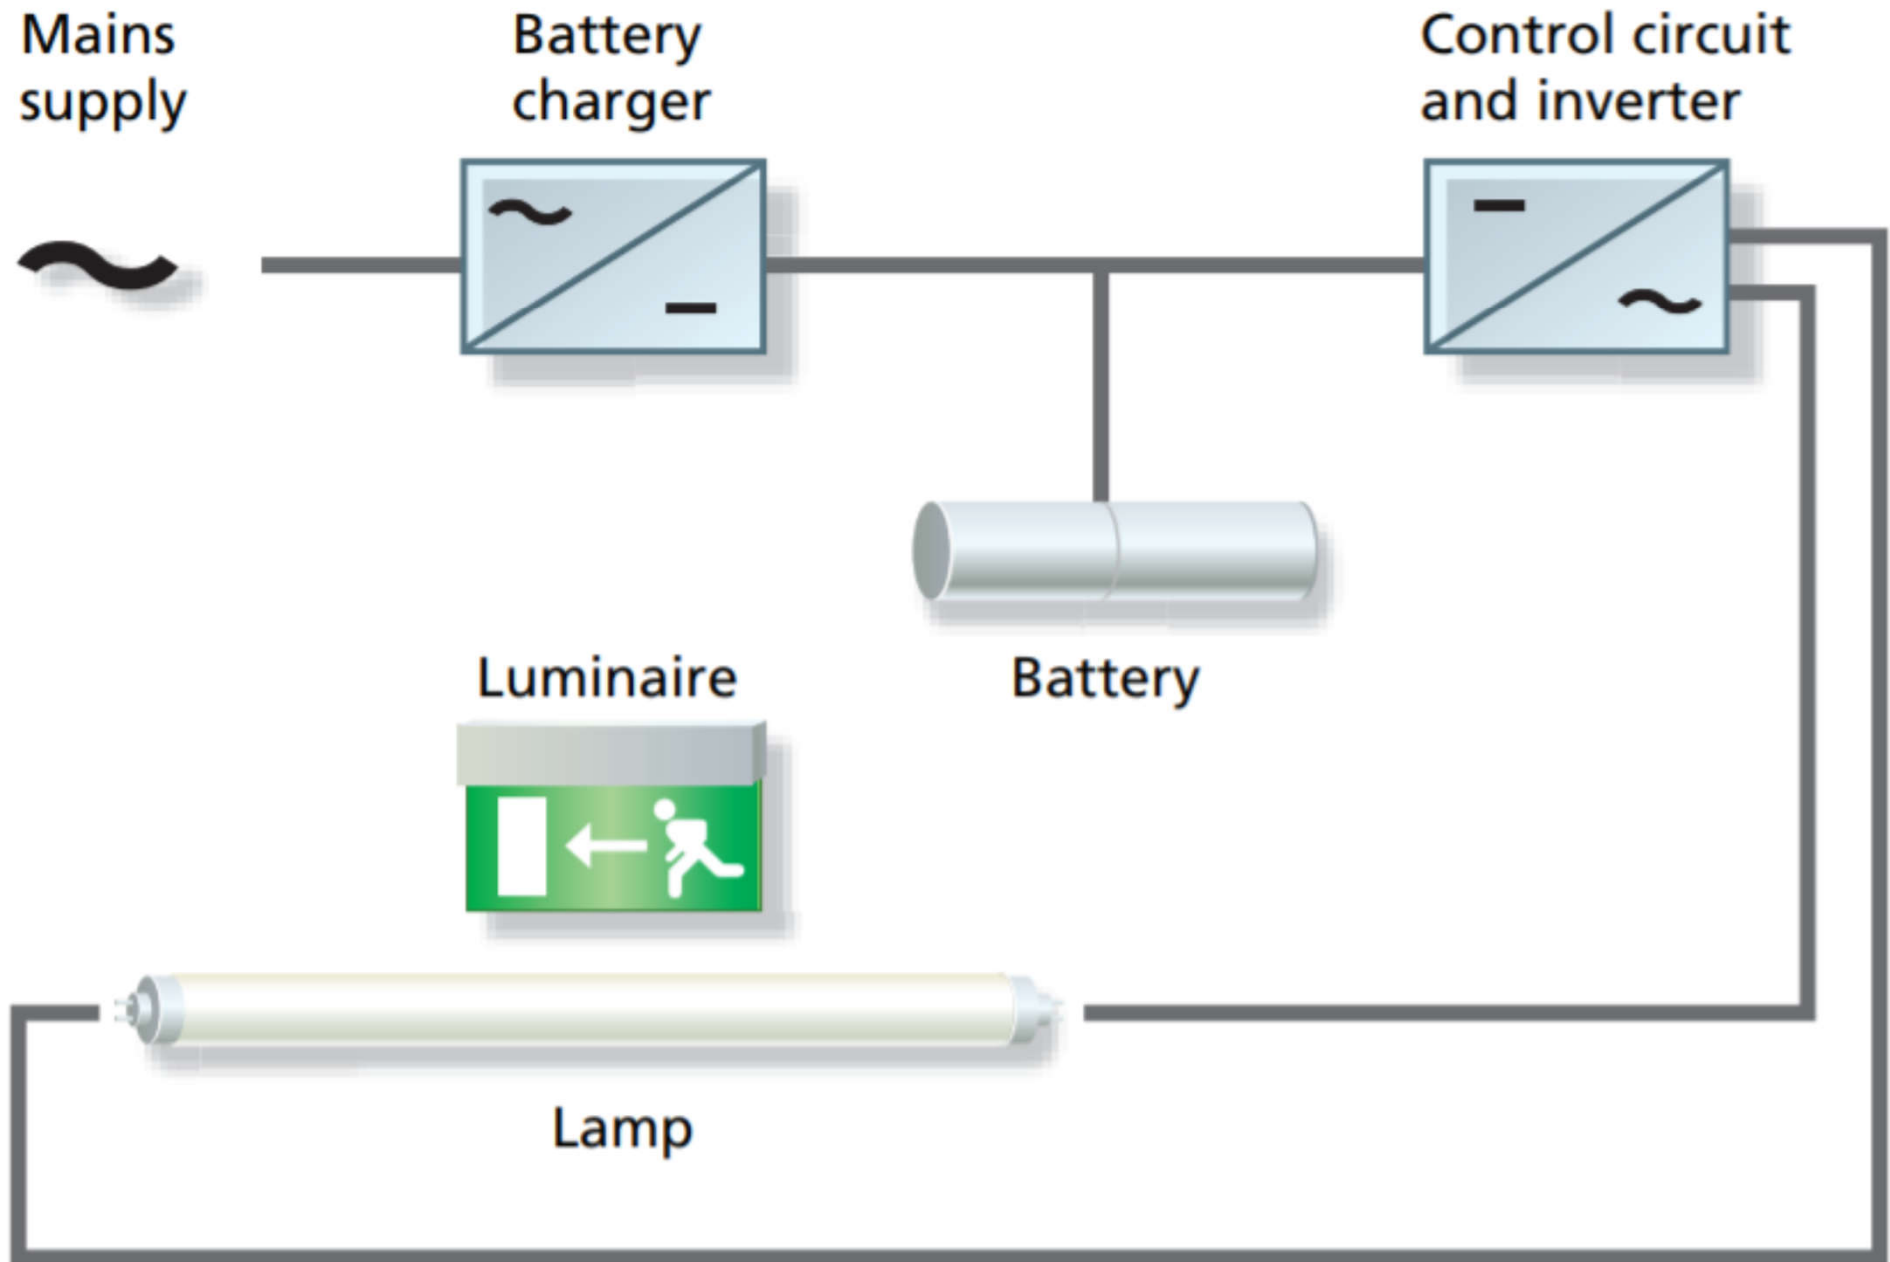 Mains
supply
Battery
charger
Control circuit
and inverter
Luminaire
Battery
Lamp